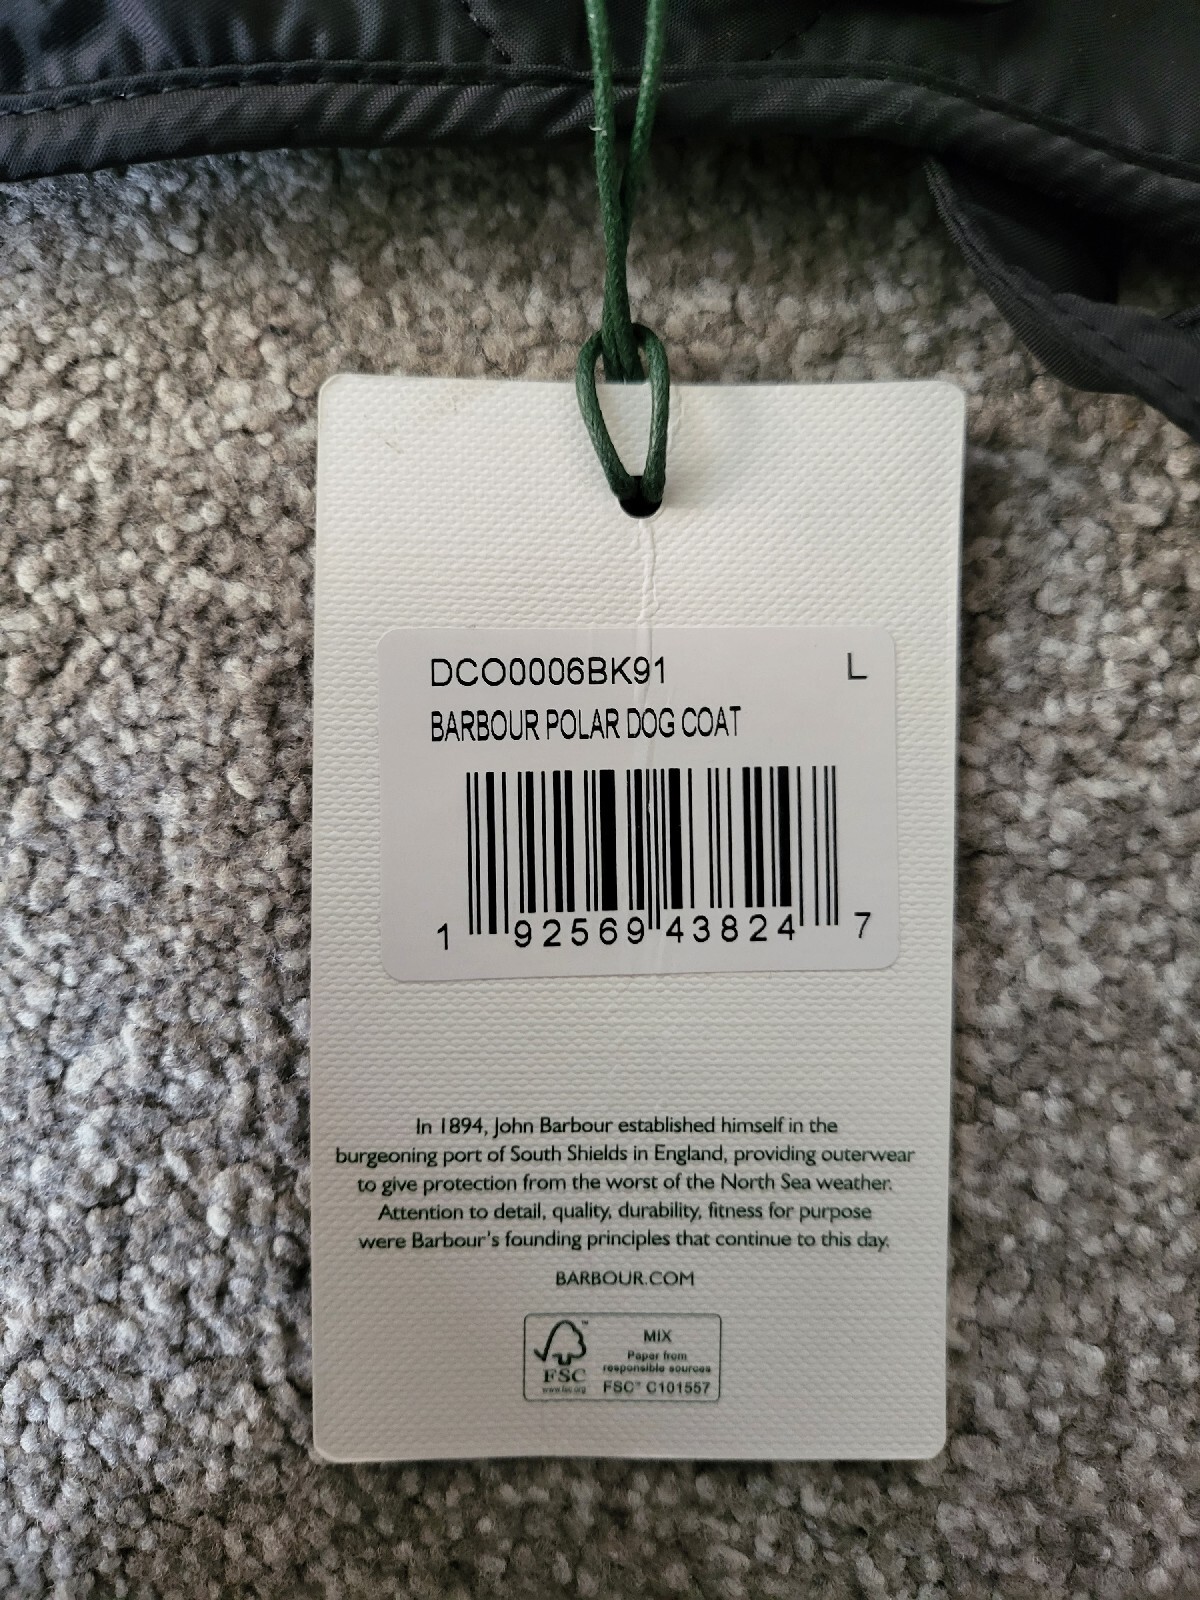 DCO0006BK91 L
BARBOUR POLAR DOG COAT
1 92569 43824 7
In 1894, John Barbour established himself in the
burgeoning port of South Shields in England, providing outerwear
to give protection from the worst of the North Sea weather.
Attention to detail, quality, durability, fitness for purpose
were Barbour's founding principles that continue to this day.
BARBOUR.COM
FSC
www.fsc.org
MIX
Paper from
responsible sources
FSC™ C101557